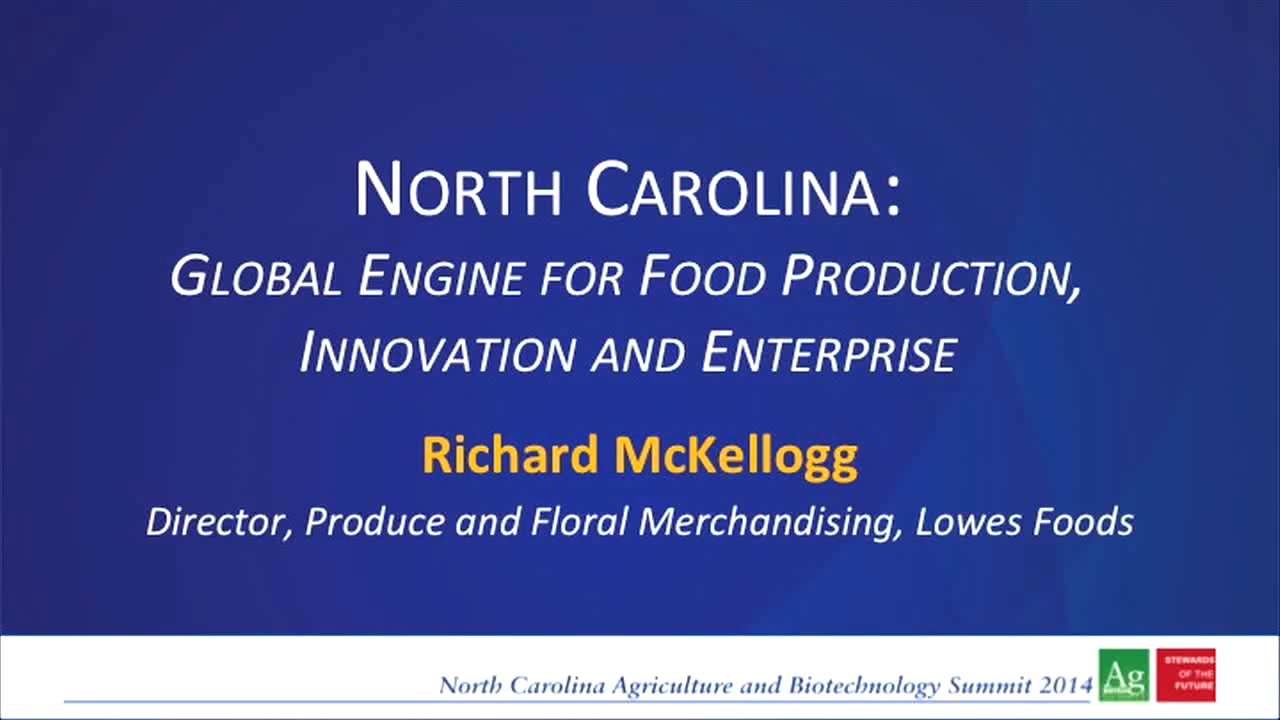 NORTH CAROLINA:
GLOBAL ENGINE FOR FOOD PRODUCTION,
INNOVATION AND ENTERPRISE
Richard McKellogg
Director, Produce and Floral Merchandising, Lowes Foods
North Carolina Agriculture and Biotechnology Summit 2014
Ag
STEWARDS
OF THE
FUTURE